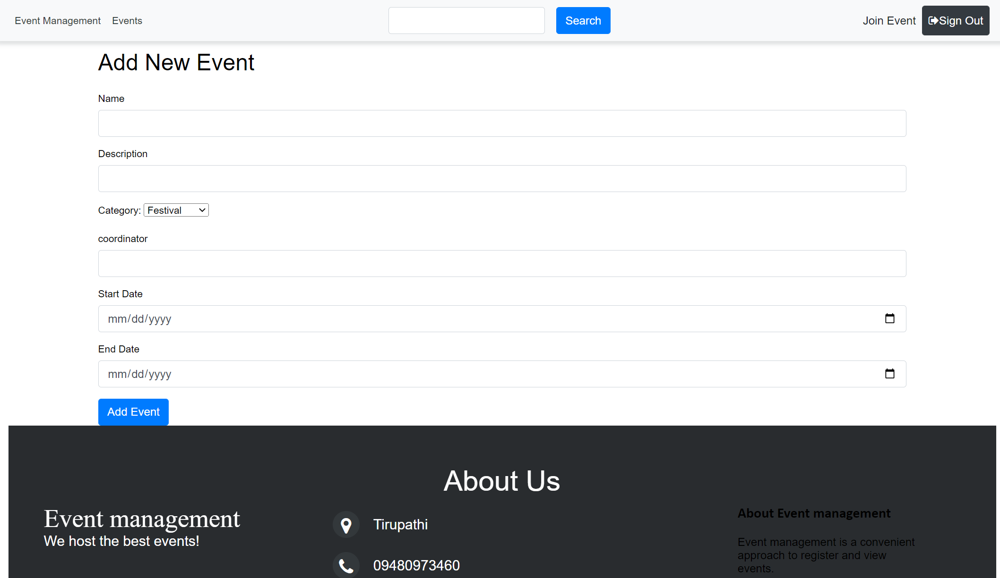 Event Management Events Search Join Event Sign Out
Add New Event
Name
Description
Category: Festival
coordinator
Start Date
mm/dd/yyyy
End Date
mm/dd/yyyy
Add Event
About Us
Event management
We host the best events!
Tirupathi
09480973460
About Event management
Event management is a convenient
approach to register and view
events.